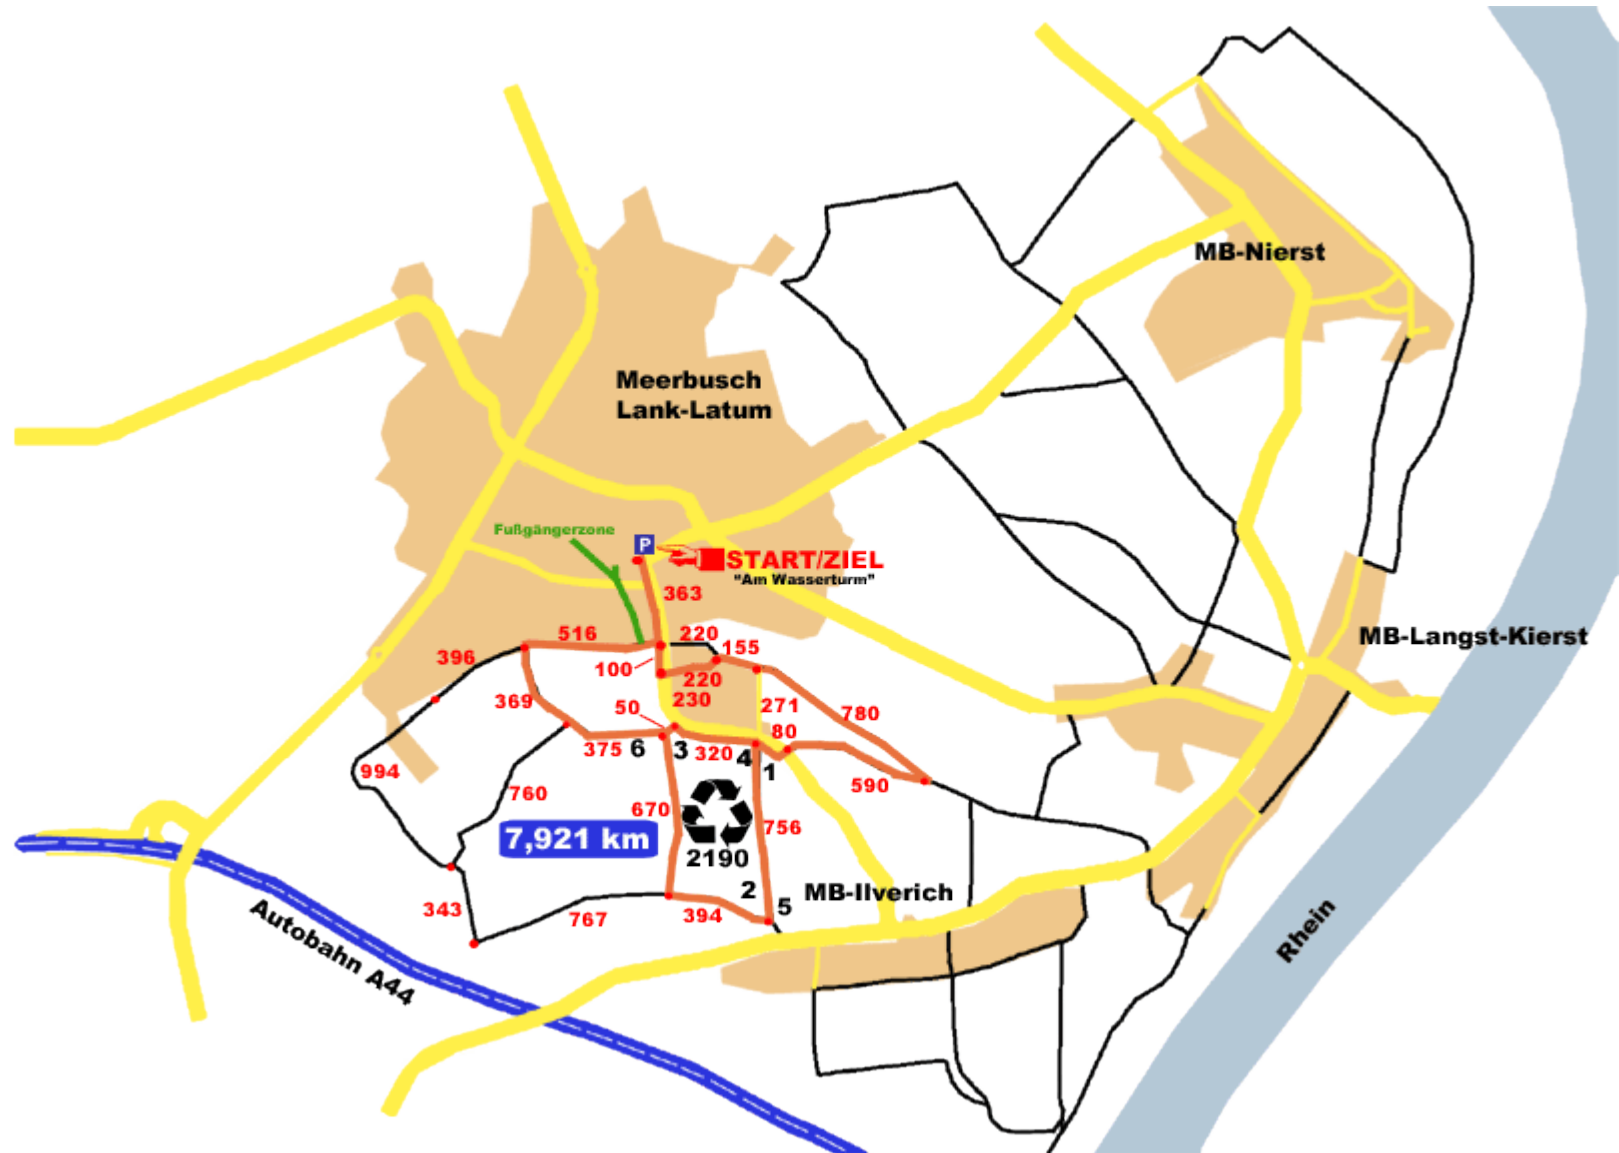 MB-Nierst
Meerbusch
Lank-Latum
Fußgängerzone
P
START/ZIEL
"Am Wasserturm"
363
516
220
155
MB-Langst-Kierst
396
100
220
369
230
271
50
780
80
375
6
3
320
4
1
994
590
760
670
756
7,921 km
2190
2
MB-Ilverich
343
767
394
5
Autobahn A44
Rhein